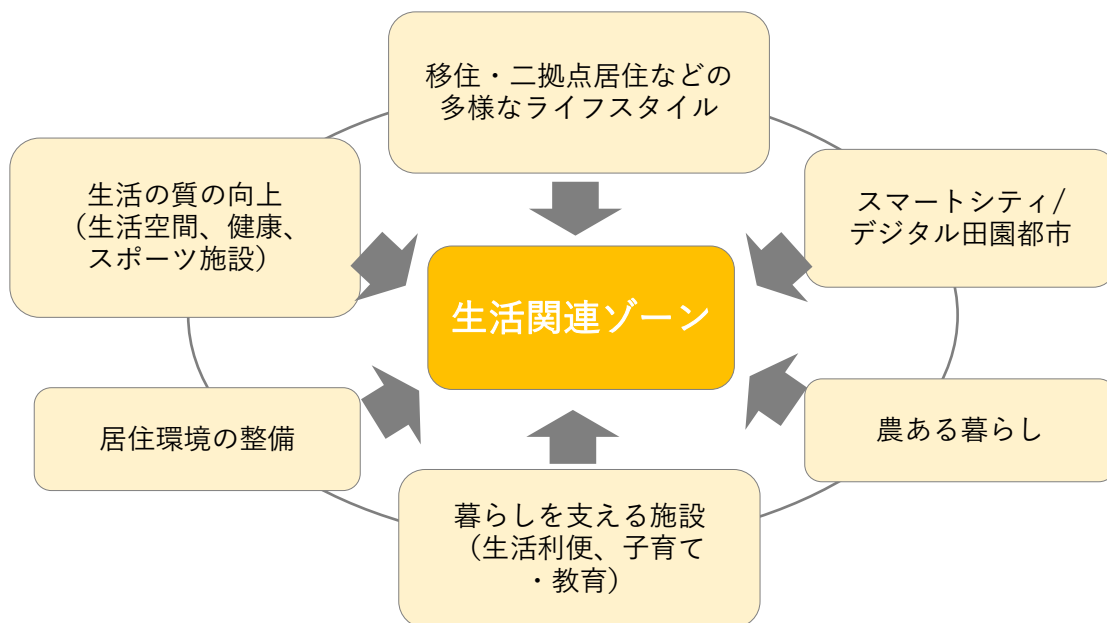 移住・二拠点居住などの
多様なライフスタイル
生活の質の向上
（生活空間、健康、
スポーツ施設）
スマートシティ/
デジタル田園都市
生活関連ゾーン
居住環境の整備
農ある暮らし
暮らしを支える施設
（生活利便、子育て
・教育）